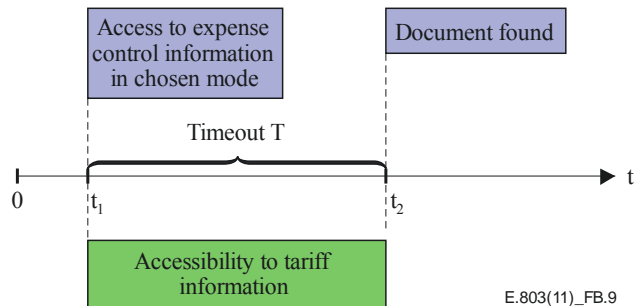 Access to expense
control information
in chosen mode
Document found
Timeout T
t
0
t1
t2
Accessibility to tariff
information
E.803(11)_FB.9